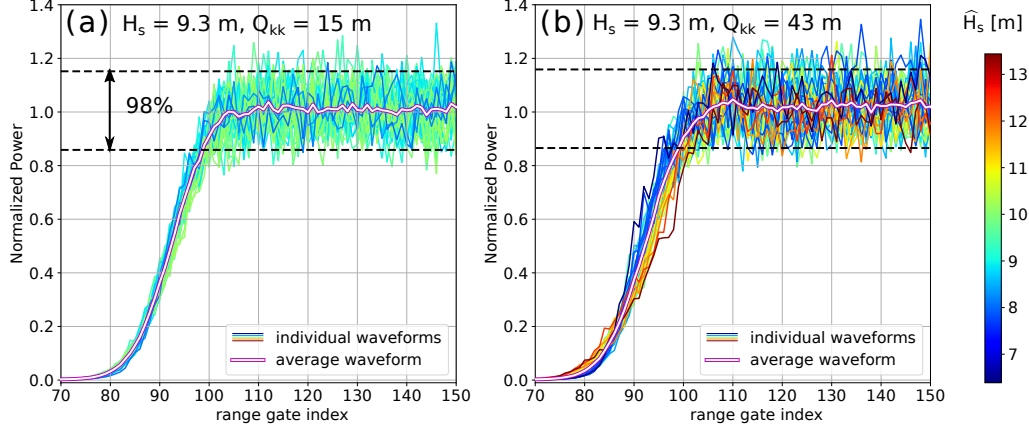 (a) H_s = 9.3 m, Q_kk = 15 m
1.4
1.2
1.0
0.8
0.6
0.4
0.2
0.0
Normalized Power
98%
individual waveforms
average waveform
70 80 90 100 110 120 130 140 150
range gate index
(b) H_s = 9.3 m, Q_kk = 43 m
1.4
1.2
1.0
0.8
0.6
0.4
0.2
0.0
Normalized Power
individual waveforms
average waveform
70 80 90 100 110 120 130 140 150
range gate index
Ĥ_s [m]
13
12
11
10
9
8
7